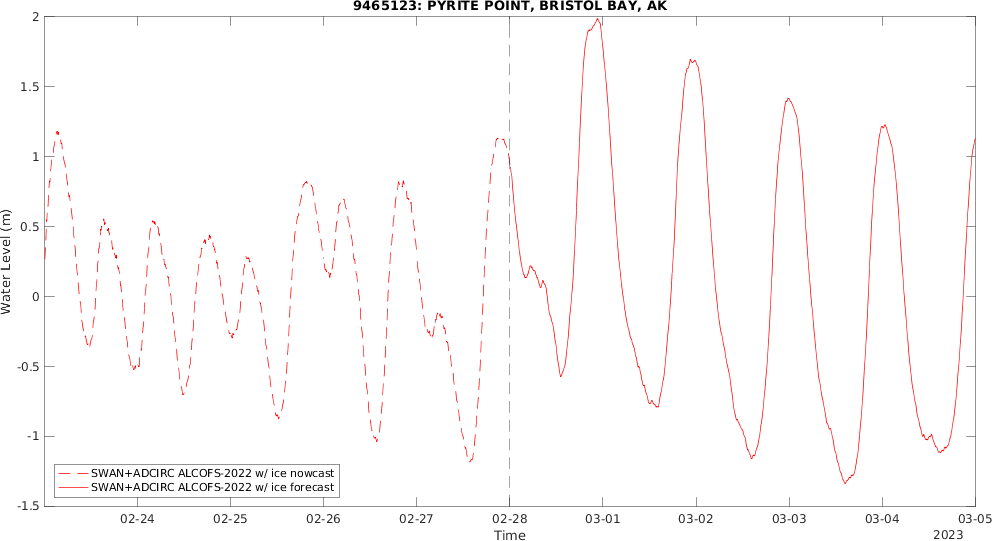 9465123: PYRITE POINT, BRISTOL BAY, AK
2
1.5
1
0.5
0
-0.5
-1
-1.5
Water Level (m)
SWAN+ADCIRC ALCOFS-2022 w/ ice nowcast
SWAN+ADCIRC ALCOFS-2022 w/ ice forecast
02-24 02-25 02-26 02-27 02-28 03-01 03-02 03-03 03-04 03-05
Time
2023